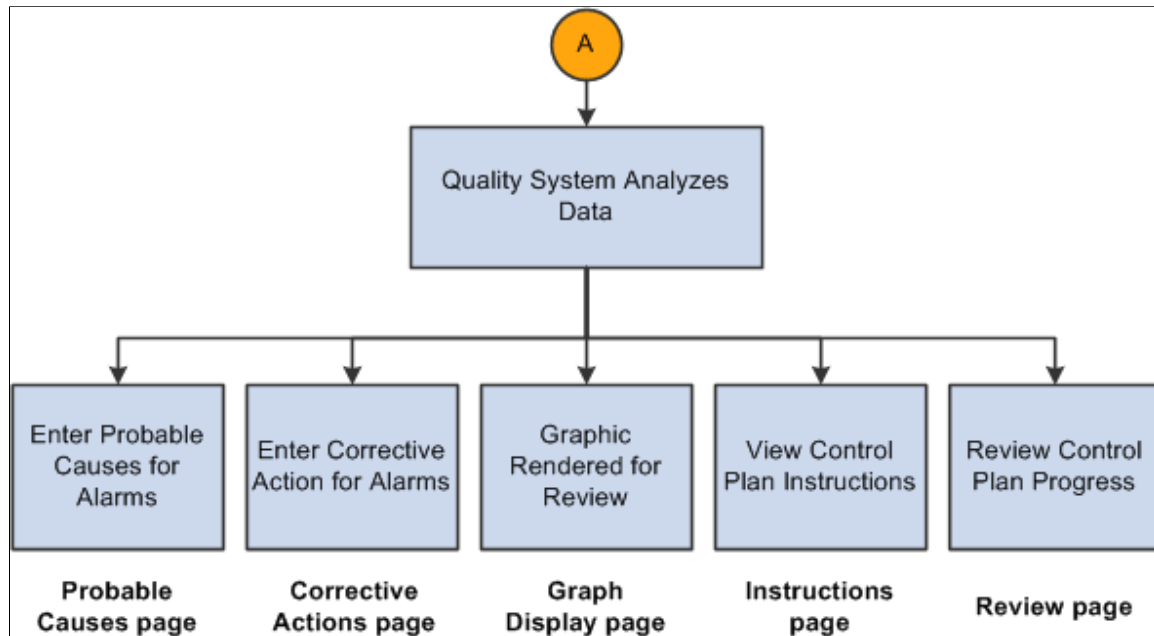 A
Quality System Analyzes
Data
Enter Probable
Causes for
Alarms
Enter Corrective
Action for Alarms
Graphic
Rendered for
Review
View Control
Plan Instructions
Review Control
Plan Progress
Probable
Causes page
Corrective
Actions page
Graph
Display page
Instructions
page
Review page